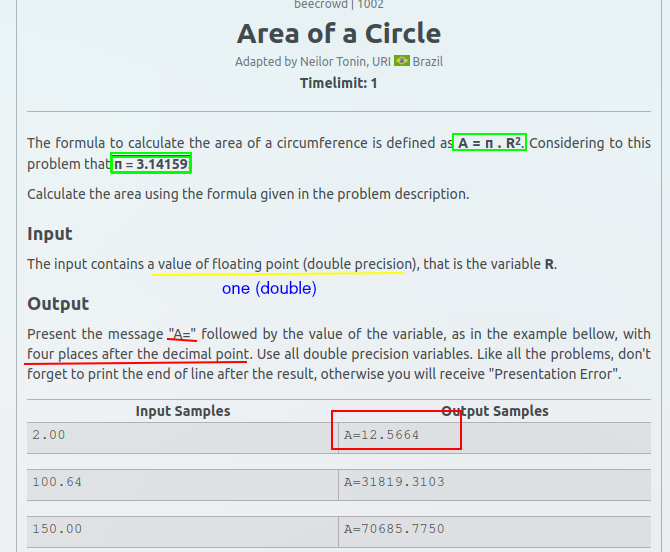 beecrowd | 1002
Area of a Circle
Adapted by Neilor Tonin, URI Brazil
Timelimit: 1
The formula to calculate the area of a circumference is defined as A = π . R². Considering to this
problem that π = 3.14159:
Calculate the area using the formula given in the problem description.
Input
The input contains a value of floating point (double precision), that is the variable R.
one (double)
Output
Present the message "A=" followed by the value of the variable, as in the example bellow, with
four places after the decimal point. Use all double precision variables. Like all the problems, don't
forget to print the end of line after the result, otherwise you will receive "Presentation Error".
Input Samples Output Samples
2.00 A=12.5664
100.64 A=31819.3103
150.00 A=70685.7750